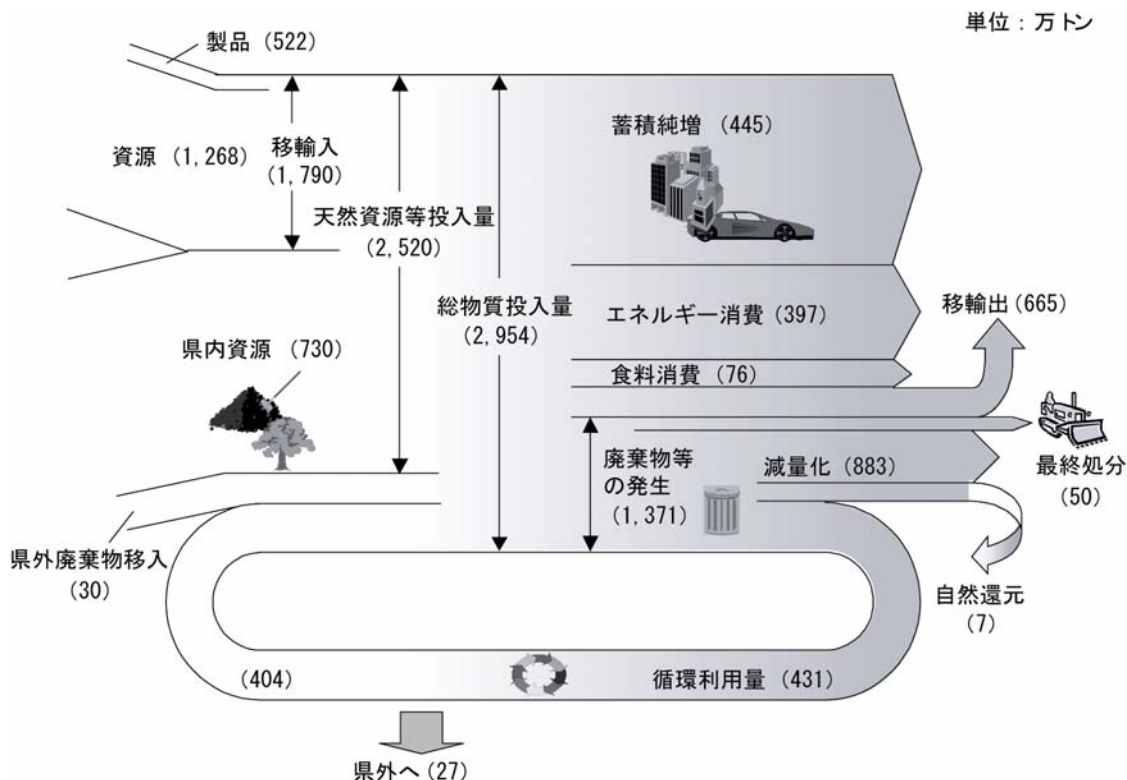 単位：万トン
製品 (522)
資源 (1,268)
移輸入
(1,790)
天然資源等投入量
(2,520)
総物質投入量
(2,954)
蓄積純増 (445)
エネルギー消費 (397)
食料消費 (76)
移輸出 (665)
県内資源 (730)
廃棄物等
の発生
(1,371)
減量化 (883)
最終処分
(50)
県外廃棄物移入
(30)
自然還元
(7)
(404)
循環利用量 (431)
県外へ (27)